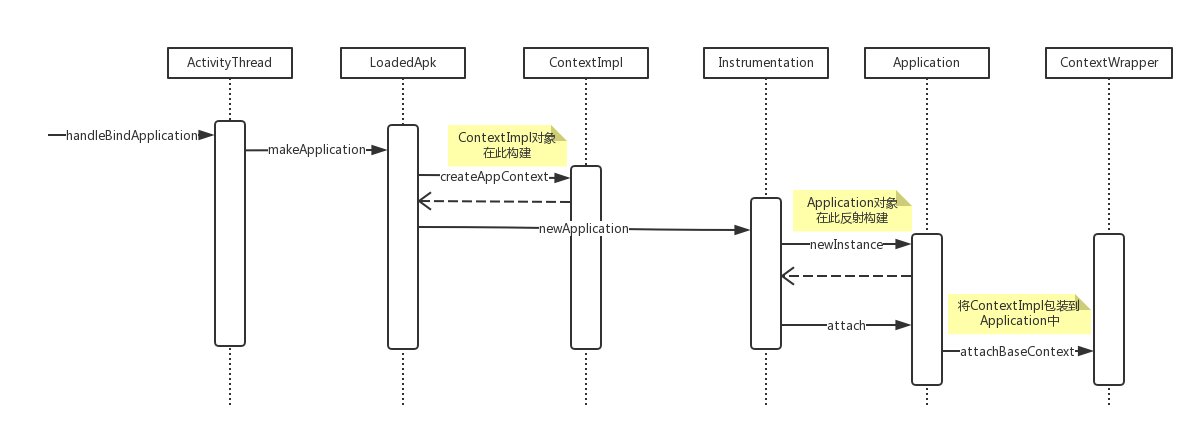 ActivityThread
LoadedApk
ContextImpl
Instrumentation
Application
ContextWrapper
handleBindApplication
makeApplication
ContextImpl对象
在此构建
createAppContext
newApplication
Application对象
在此反射构建
newInstance
将ContextImpl包装到
Application中
attach
attachBaseContext